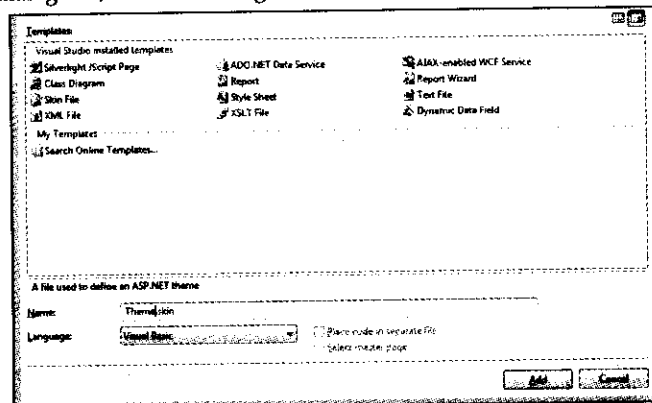 Templates:
Visual Studio installed templates
Silverlight JScript Page ADO.NET Data Service AJAX-enabled WCF Service
Class Diagram Report Report Wizard
Skin File Style Sheet Text File
XML File XSLT File Dynamic Data Field
My Templates
Search Online Templates...
A file used to define an ASP.NET theme
Name: Theme.skin
Language: Visual Basic Place code in separate file
Select master page
Add Cancel